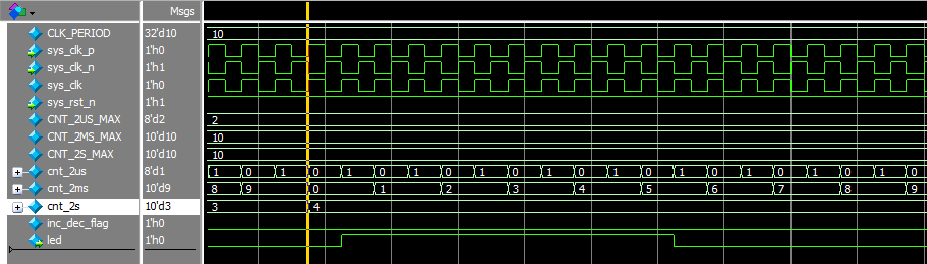 Msgs
CLK_PERIOD 32'd10 10
sys_clk_p 1'h0
sys_clk_n 1'h1
sys_clk 1'h0
sys_rst_n 1'h1
CNT_2US_MAX 8'd2 2
CNT_2MS_MAX 10'd10 10
CNT_2S_MAX 10'd10 10
cnt_2us 8'd1 1 0 1 0 1 0 1 0 1 0 1 0 1 0 1 0 1 0 1 0 1 0
cnt_2ms 10'd9 8 9 0 1 2 3 4 5 6 7 8 9
cnt_2s 10'd3 3 4
inc_dec_flag 1'h0
led 1'h0